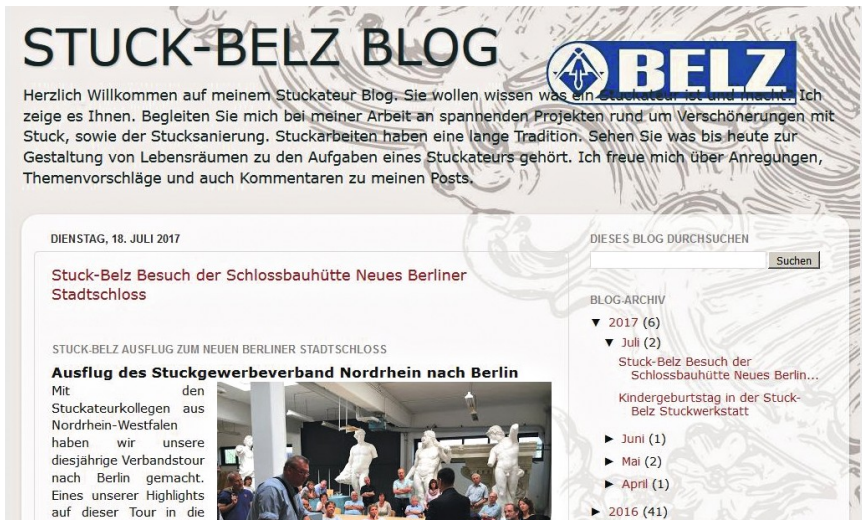 STUCK-BELZ BLOG
BELZ
Herzlich Willkommen auf meinem Stuckateur Blog. Sie wollen wissen was ein Stuckateur ist und macht? Ich
zeige es Ihnen. Begleiten Sie mich bei meiner Arbeit an spannenden Projekten rund um Verschönerungen mit
Stuck, sowie der Stucksanierung. Stuckarbeiten haben eine lange Tradition. Sehen Sie was bis heute zur
Gestaltung von Lebensräumen zu den Aufgaben eines Stuckateurs gehört. Ich freue mich über Anregungen,
Themenvorschläge und auch Kommentaren zu meinen Posts.
DIENSTAG, 18. JULI 2017
Stuck-Belz Besuch der Schlossbauhütte Neues Berliner
Stadtschloss
STUCK-BELZ AUSFLUG ZUM NEUEN BERLINER STADTSCHLOSS
Ausflug des Stuckgewerbeverband Nordrhein nach Berlin
Mit den
Stuckateurkollegen aus
Nordrhein-Westfalen
haben wir unsere
diesjährige Verbandstour
nach Berlin gemacht.
Eines unserer Highlights
auf dieser Tour in die
DIESES BLOG DURCHSUCHEN
Suchen
BLOG-ARCHIV
▼ 2017 (6)
▼ Juli (2)
Stuck-Belz Besuch der
Schlossbauhütte Neues Berlin...
Kindergeburtstag in der Stuck-
Belz Stuckwerkstatt
► Juni (1)
► Mai (2)
► April (1)
► 2016 (41)